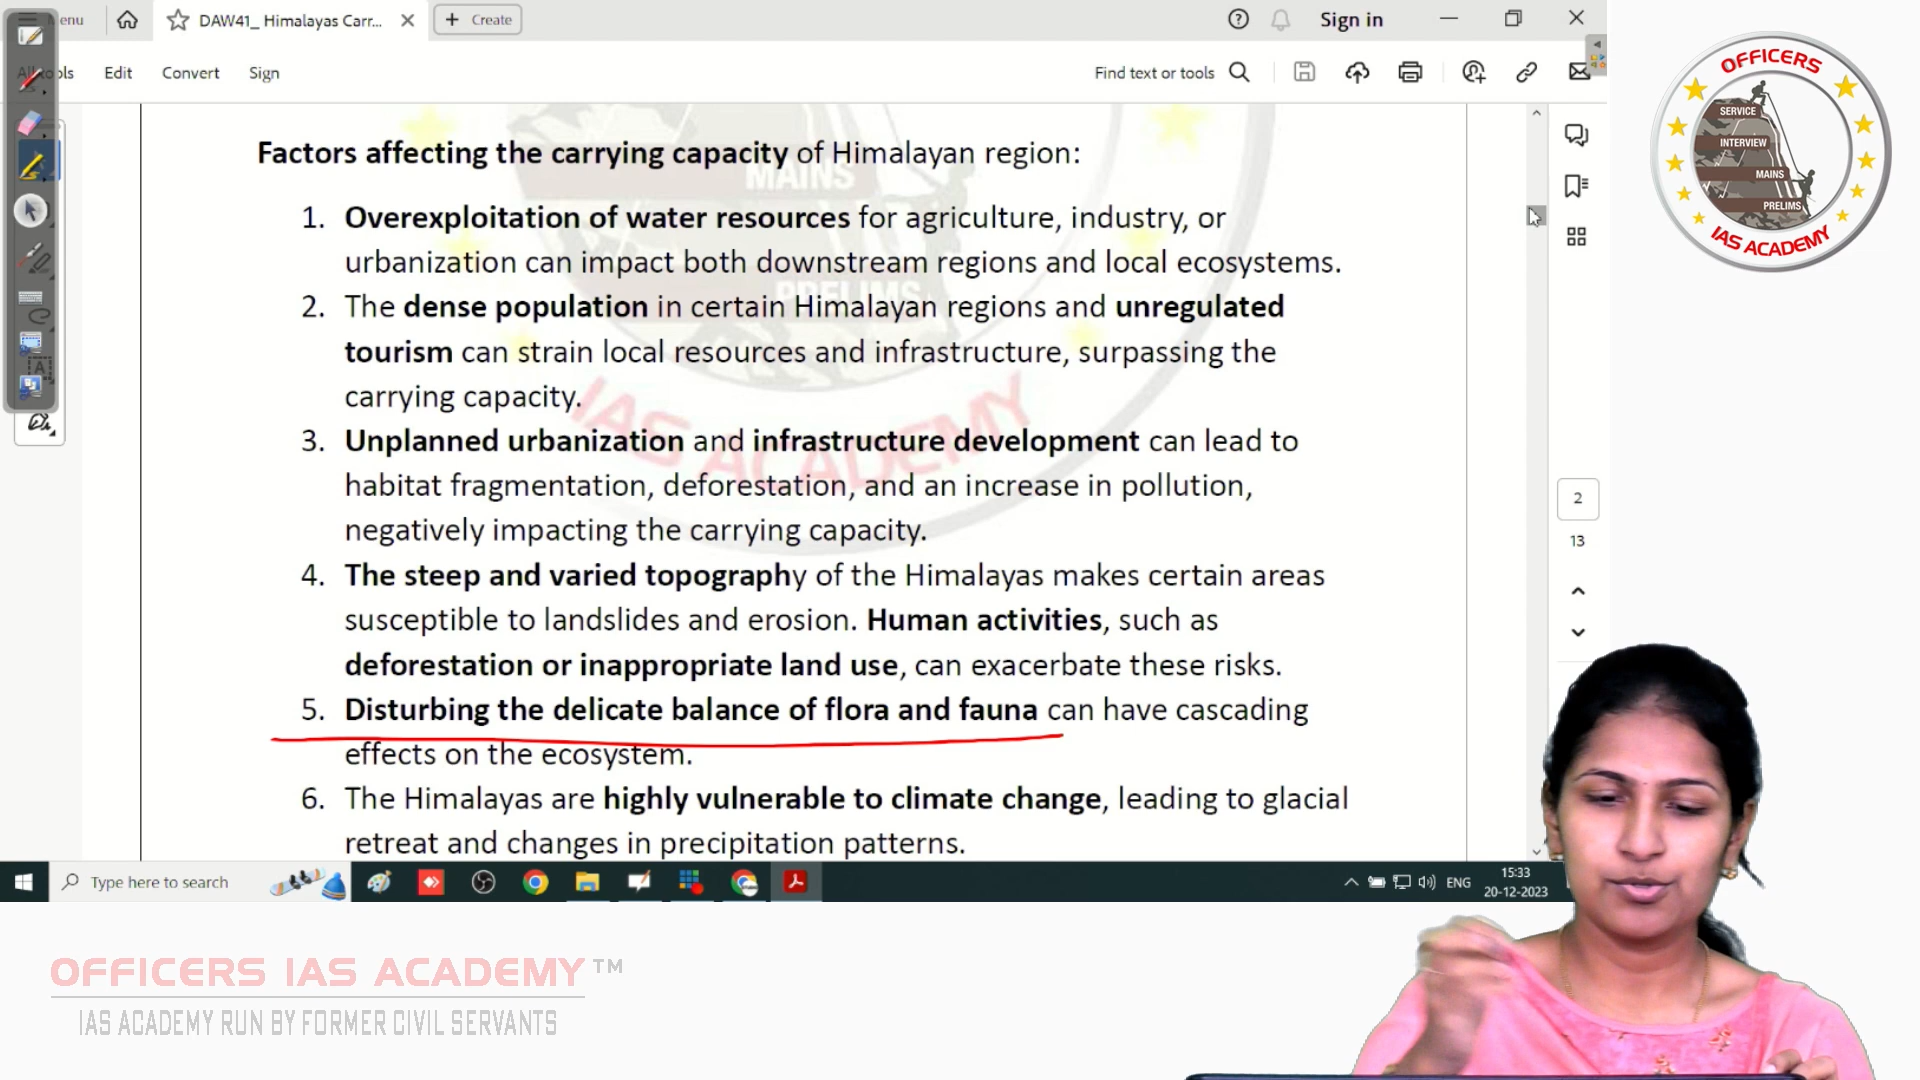 Menu
DAW41_ Himalayas Carr...
Create
Sign in
All tools
Edit
Convert
Sign
Find text or tools
Factors affecting the carrying capacity of Himalayan region:
1. Overexploitation of water resources for agriculture, industry, or
urbanization can impact both downstream regions and local ecosystems.
2. The dense population in certain Himalayan regions and unregulated
tourism can strain local resources and infrastructure, surpassing the
carrying capacity.
3. Unplanned urbanization and infrastructure development can lead to
habitat fragmentation, deforestation, and an increase in pollution,
negatively impacting the carrying capacity.
4. The steep and varied topography of the Himalayas makes certain areas
susceptible to landslides and erosion. Human activities, such as
deforestation or inappropriate land use, can exacerbate these risks.
5. Disturbing the delicate balance of flora and fauna can have cascading
effects on the ecosystem.
6. The Himalayas are highly vulnerable to climate change, leading to glacial
retreat and changes in precipitation patterns.
MAINS
PRELIMS
IAS ACADEMY
2
13
Type here to search
ENG
15:33
20-12-2023
OFFICERS
SERVICE
INTERVIEW
MAINS
PRELIMS
IAS ACADEMY
OFFICERS IAS ACADEMY™
IAS ACADEMY RUN BY FORMER CIVIL SERVANTS